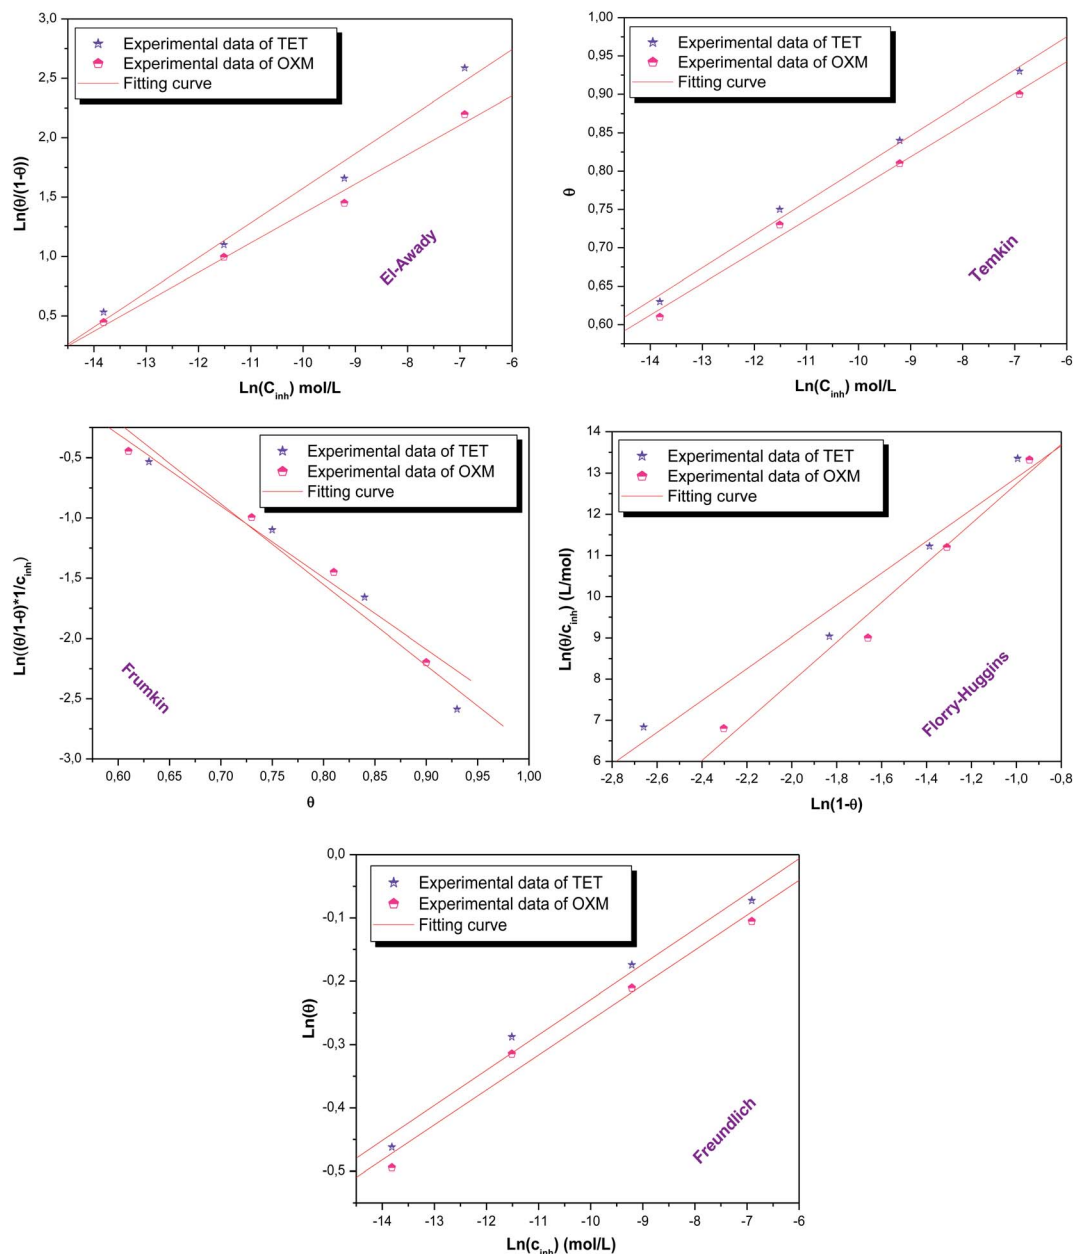 3,0
2,5
2,0
1,5
1,0
0,5
Ln(θ/(1-θ))
Experimental data of TET
Experimental data of OXM
Fitting curve
El-Awady
-14 -13 -12 -11 -10 -9 -8 -7 -6
Ln(C_inh) mol/L
1,00
0,95
0,90
0,85
0,80
0,75
0,70
0,65
0,60
θ
Experimental data of TET
Experimental data of OXM
Fitting curve
Temkin
-14 -13 -12 -11 -10 -9 -8 -7 -6
Ln(C_inh) mol/L
-0,5
-1,0
-1,5
-2,0
-2,5
-3,0
Ln((θ/1-θ)*1/c_inh)
Experimental data of TET
Experimental data of OXM
Fitting curve
Frumkin
0,60 0,65 0,70 0,75 0,80 0,85 0,90 0,95 1,00
θ
14
13
12
11
10
9
8
7
6
Ln(θ/c_inh) (L/mol)
Experimental data of TET
Experimental data of OXM
Fitting curve
Florry-Huggins
-2,8 -2,6 -2,4 -2,2 -2,0 -1,8 -1,6 -1,4 -1,2 -1,0 -0,8
Ln(1-θ)
0,0
-0,1
-0,2
-0,3
-0,4
-0,5
Ln(θ)
Experimental data of TET
Experimental data of OXM
Fitting curve
Freundlich
-14 -13 -12 -11 -10 -9 -8 -7 -6
Ln(c_inh) (mol/L)